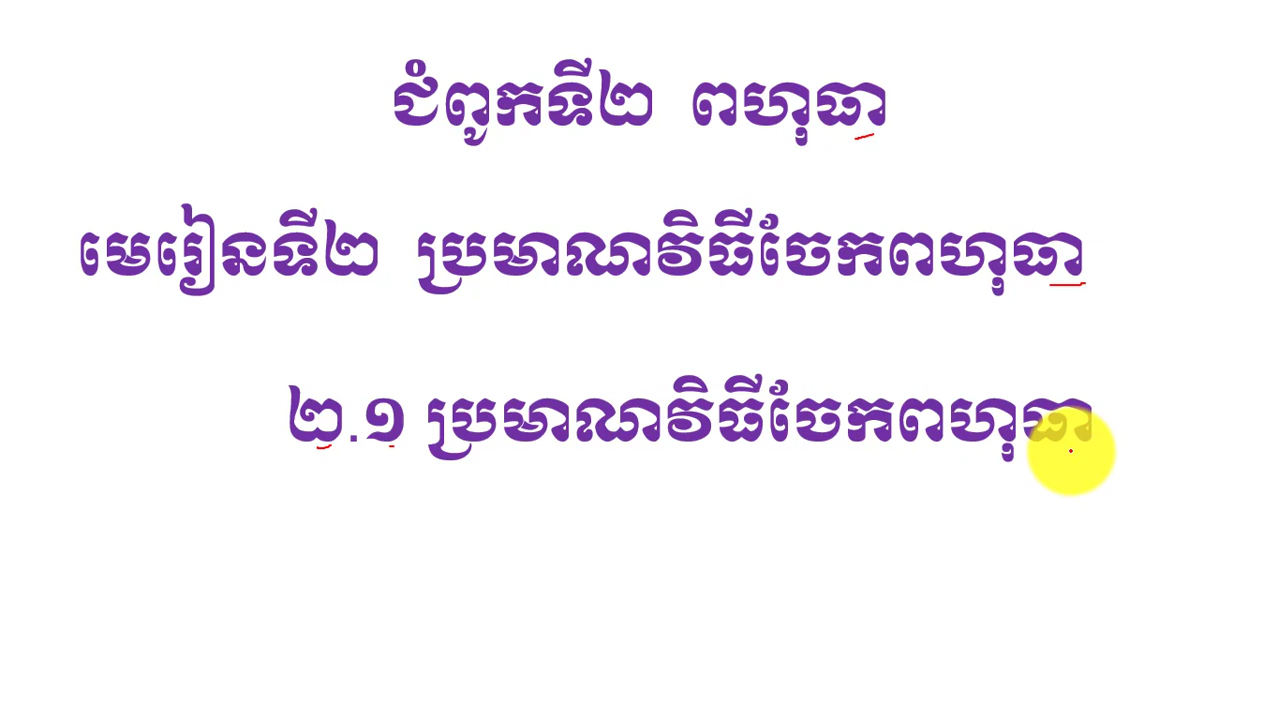 ជំពូកទី២ ពហុធា
មេរៀនទី២ ប្រមាណវិធីចែកពហុធា
២.១ ប្រមាណវិធីចែកពហុធា